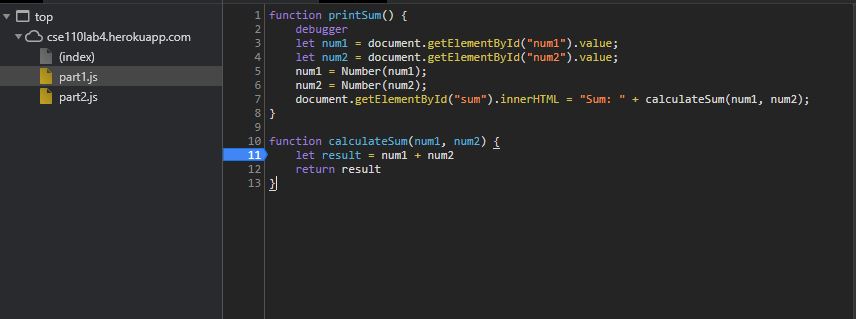 top
cse110lab4.herokuapp.com
(index)
part1.js
part2.js
1 function printSum() {
2 debugger
3 let num1 = document.getElementById("num1").value;
4 let num2 = document.getElementById("num2").value;
5 num1 = Number(num1);
6 num2 = Number(num2);
7 document.getElementById("sum").innerHTML = "Sum: " + calculateSum(num1, num2);
8 }
9
10 function calculateSum(num1, num2) {
11 let result = num1 + num2
12 return result
13 }